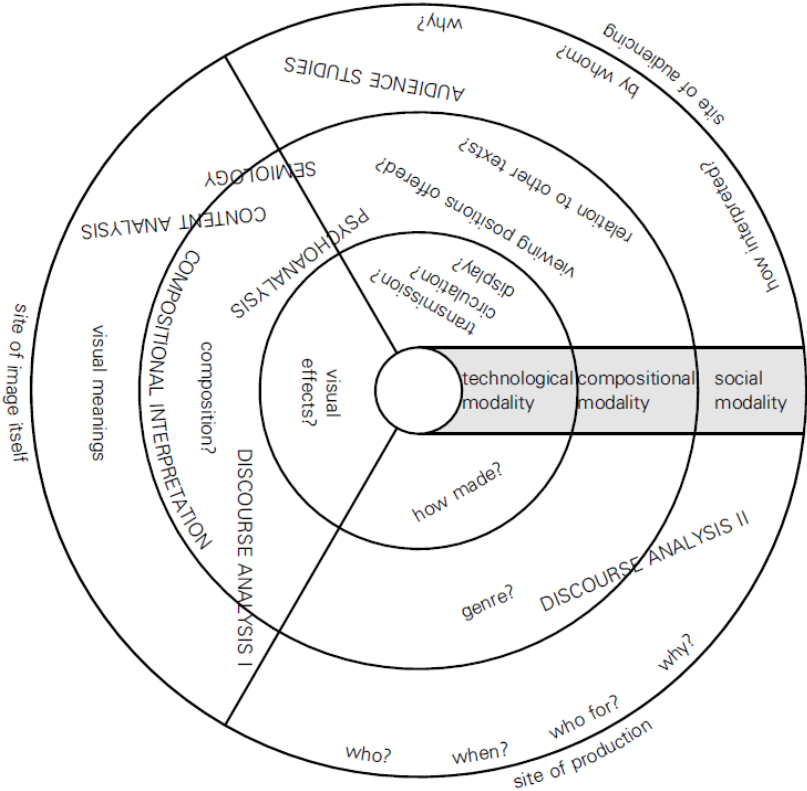 why?
by whom?
site of audiencing
how interpreted?
AUDIENCE STUDIES
relation to other texts?
viewing positions offered?
transmission?
circulation?
display?
SEMIOLOGY
CONTENT ANALYSIS
PSYCHOANALYSIS
COMPOSITIONAL INTERPRETATION
DISCOURSE ANALYSIS I
site of image itself
visual meanings
composition?
visual
effects?
technological
modality
compositional
modality
social
modality
how made?
genre?
DISCOURSE ANALYSIS II
who?
when?
who for?
why?
site of production